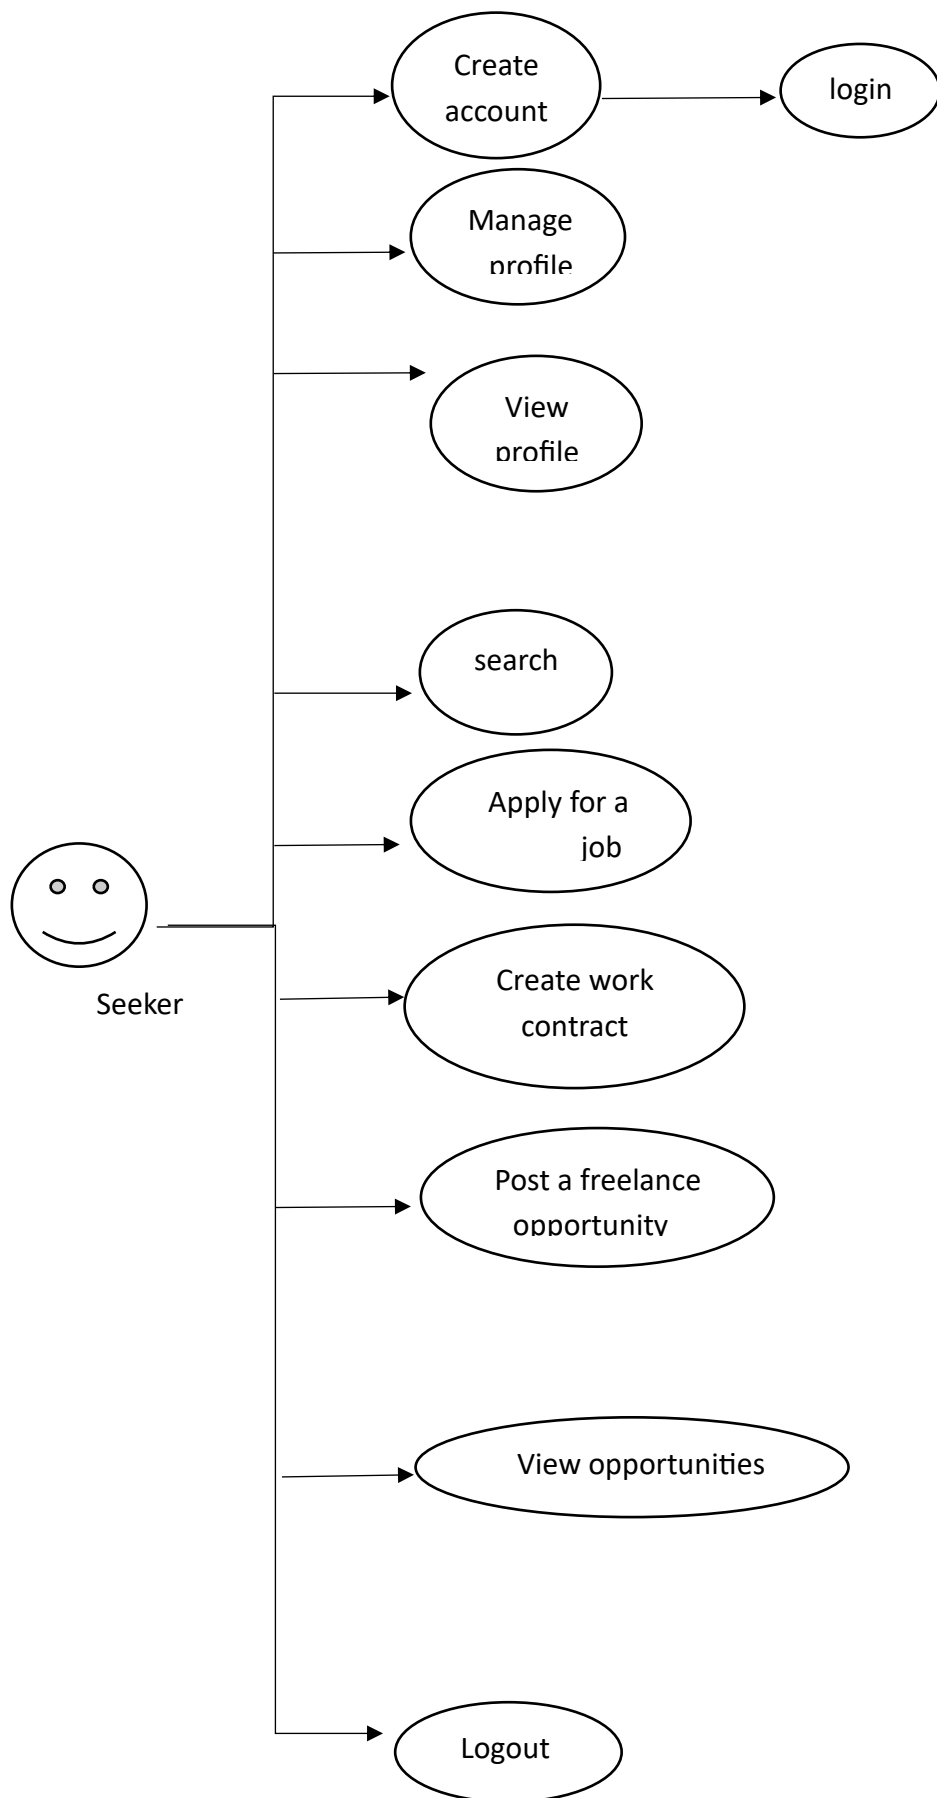 Create
account
login
Manage
profile
View
profile
search
Apply for a
job
Seeker
Create work
contract
Post a freelance
opportunity
View opportunities
Logout